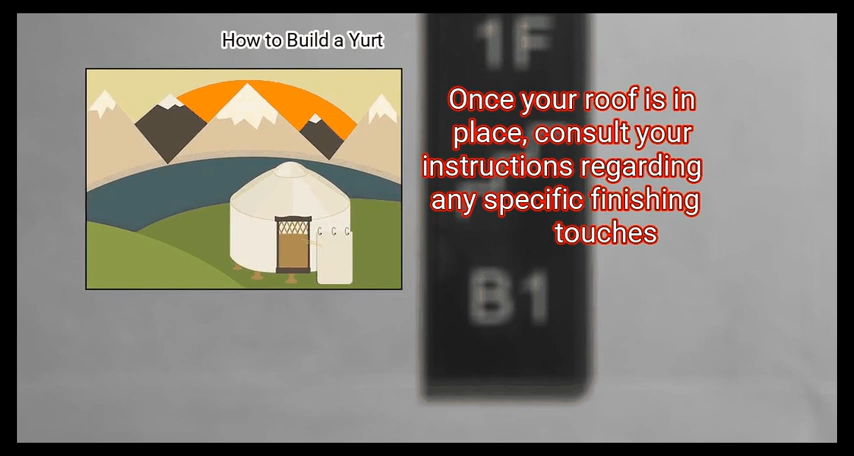 How to Build a Yurt
1F
Once your roof is in
place, consult your
instructions regarding
any specific finishing
touches
B1